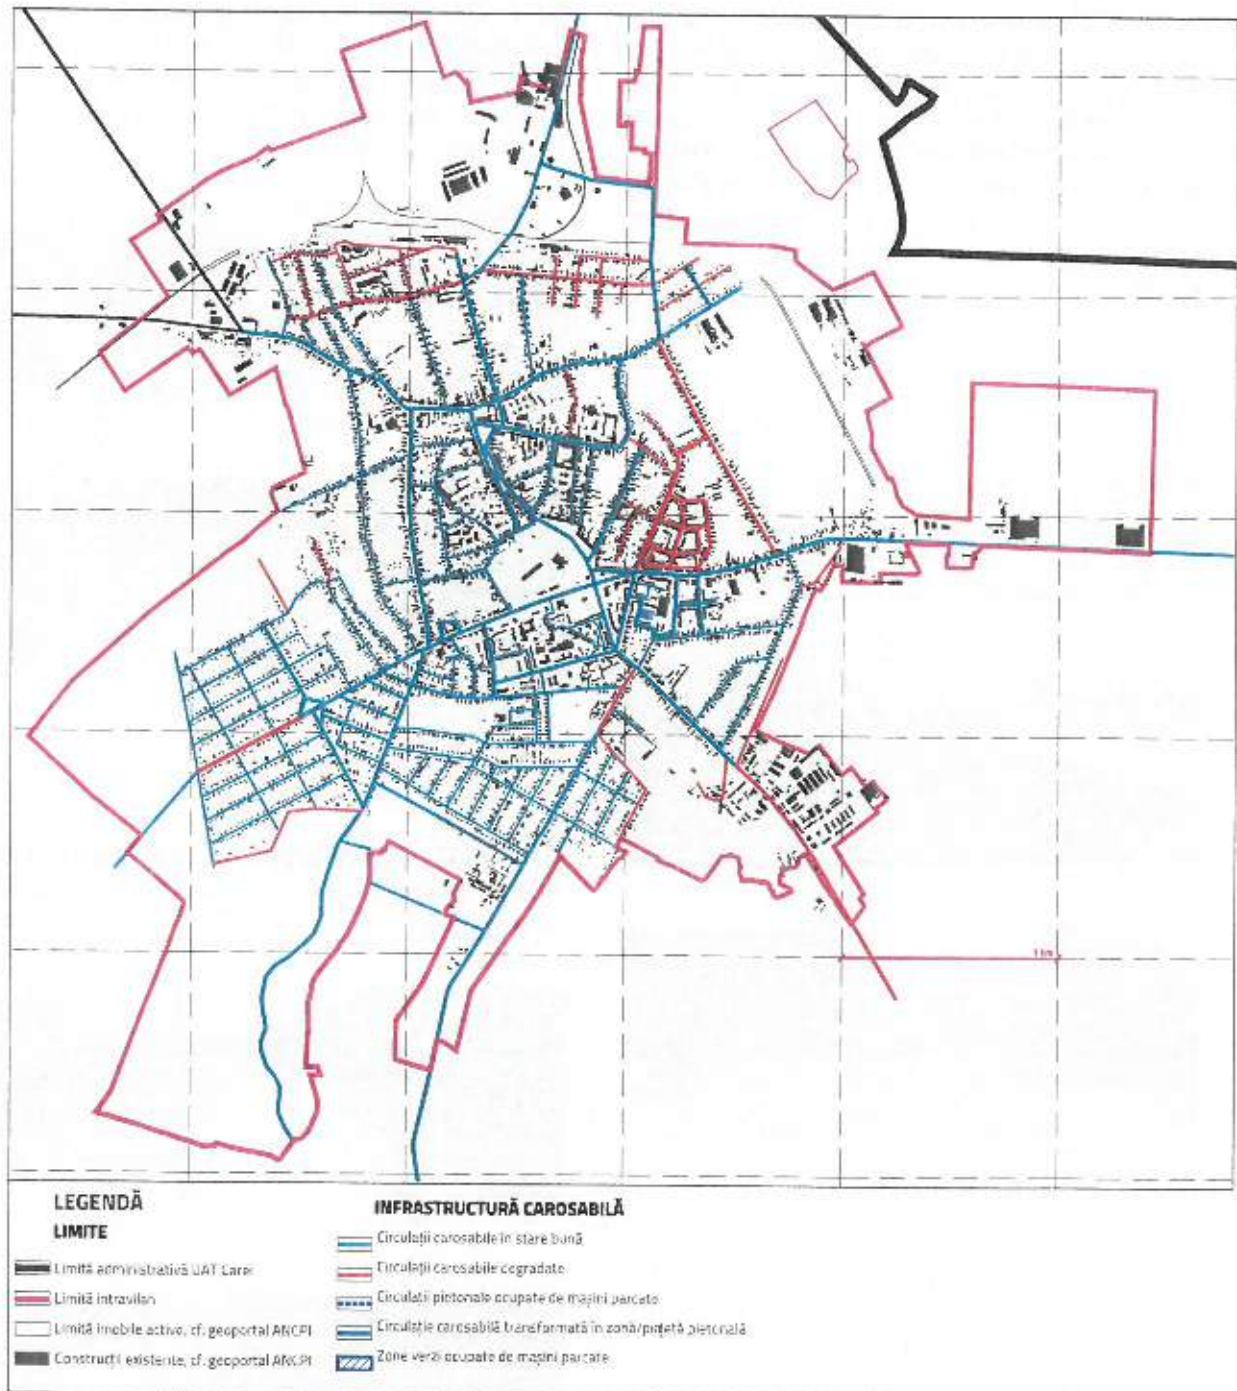 1 km
LEGENDĂ
LIMITE
Limită administrativă UAT Carei
Limită intravilan
Limită imobile active, cf. geoportal ANCPI
Construcții existente, cf. geoportal ANCPI
INFRASTRUCTURĂ CAROSABILĂ
Circulații carosabile în stare bună
Circulații carosabile degradate
Circulații pietonale ocupate de mașini parcate
Circulație carosabilă transformată în zonă/piațetă pietonală
Zone verzi ocupate de mașini parcate